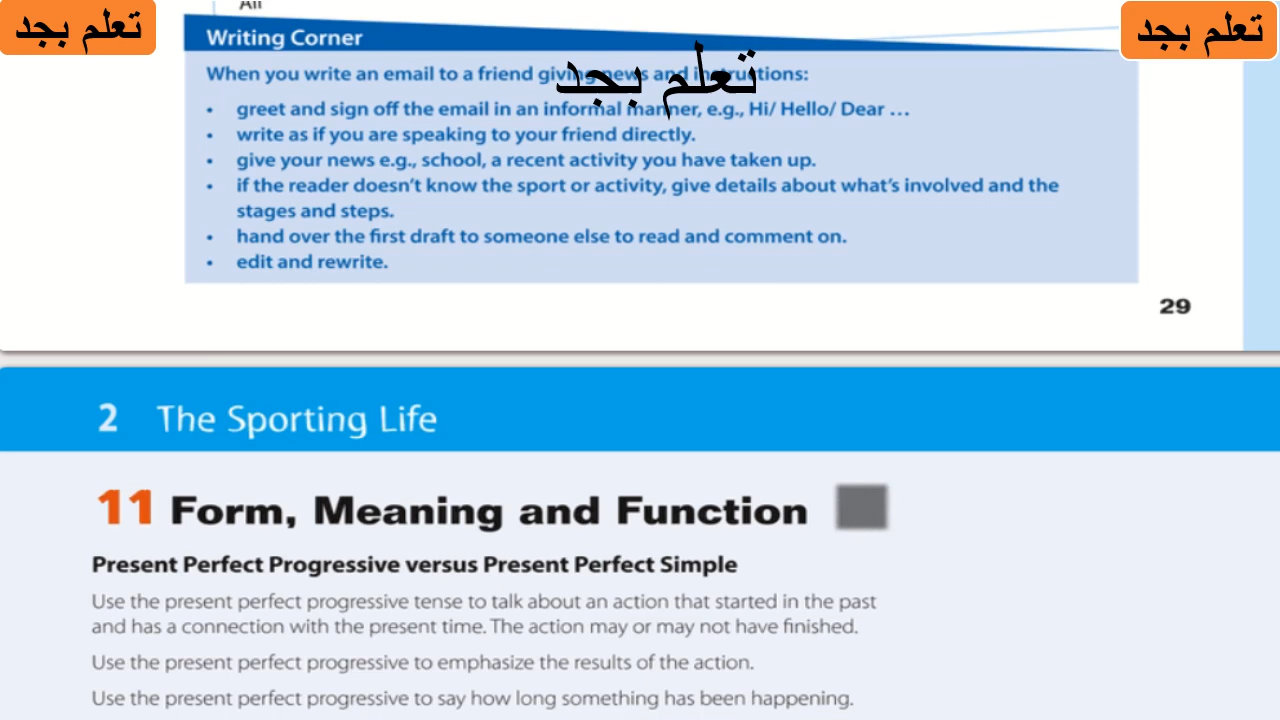 تعلم بجد
تعلم بجد
Writing Corner
تعلم بجد
When you write an email to a friend giving news and instructions:
• greet and sign off the email in an informal manner, e.g., Hi/ Hello/ Dear …
• write as if you are speaking to your friend directly.
• give your news e.g., school, a recent activity you have taken up.
• if the reader doesn't know the sport or activity, give details about what's involved and the
stages and steps.
• hand over the first draft to someone else to read and comment on.
• edit and rewrite.
29
2 The Sporting Life
11 Form, Meaning and Function
Present Perfect Progressive versus Present Perfect Simple
Use the present perfect progressive tense to talk about an action that started in the past
and has a connection with the present time. The action may or may not have finished.
Use the present perfect progressive to emphasize the results of the action.
Use the present perfect progressive to say how long something has been happening.